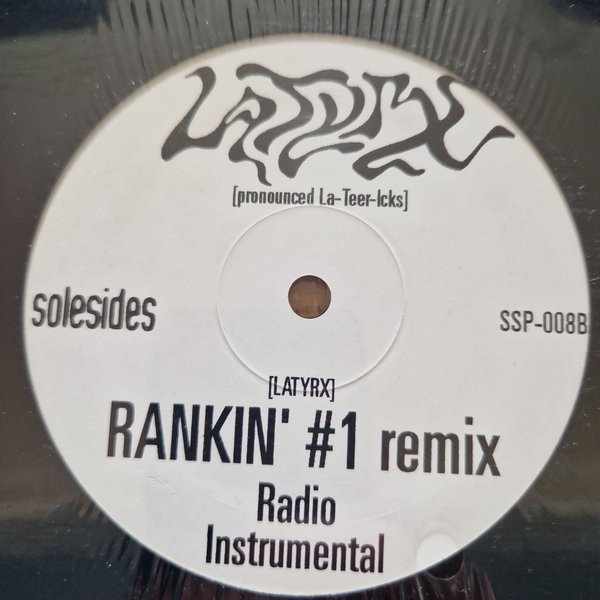 LATYRX
[pronounced La-Teer-Icks]
solesides
SSP-008B
[LATYRX]
RANKIN' #1 remix
Radio
Instrumental